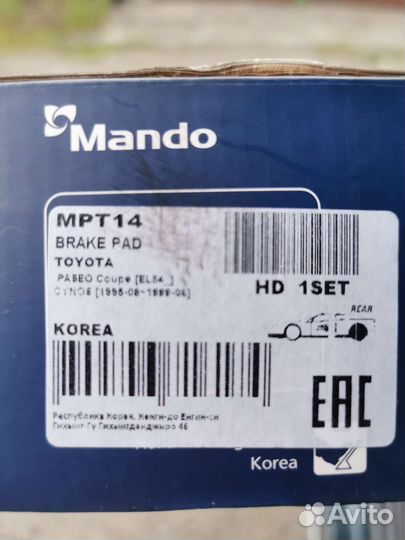 Mando
MPT14
BRAKE PAD
TOYOTA
PASEO Coupe [EL54_]
CYNOS [1995-08~1999-06]
HD 1SET
REAR
KOREA
EAC
Республика Корея, Кенги-до Енгин-си
Korea
Avito